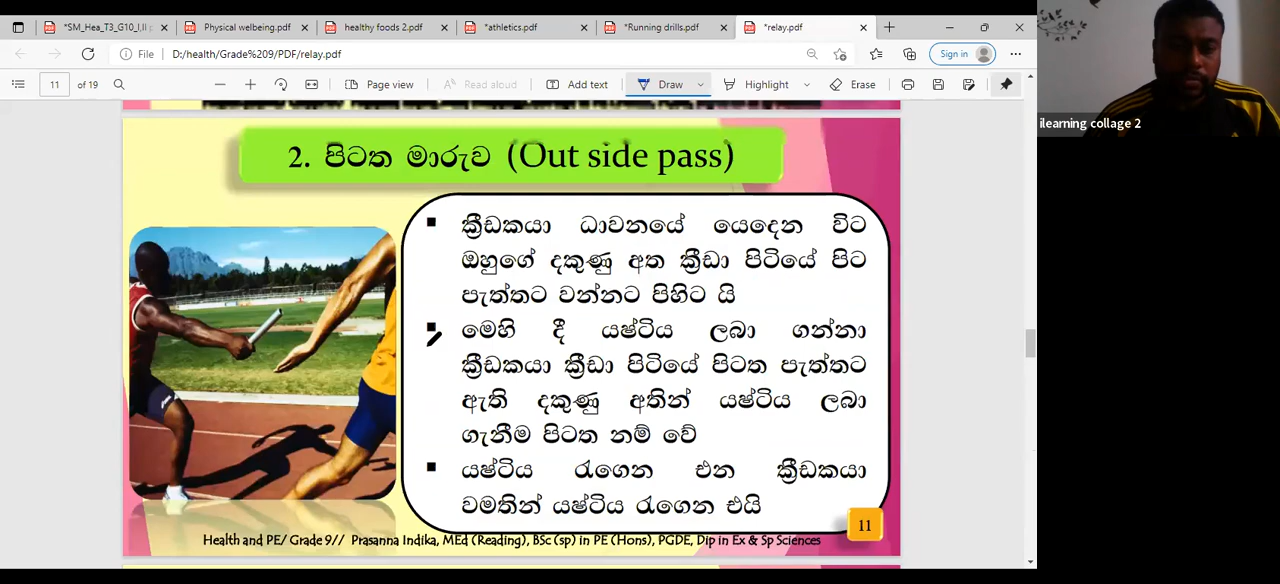 *SM_Hea_T3_G10_I,II p
Physical welbeing.pdf
healthy foods 2.pdf
*athletics.pdf
*Running drills.pdf
*relay.pdf
File
D:/health/Grade%209/PDF/relay.pdf
Sign in
11
of 19
Page view
Read aloud
Add text
Draw
Highlight
Erase
ilearning collage 2
2. පිටත මාරුව (Out side pass)
ක්‍රීඩකයා ධාවනයේ යෙදෙන විට
ඔහුගේ දකුණු අත ක්‍රීඩා පිටියේ පිට
පැත්තට වන්නට පිහිට යි
මෙහි දී යෂ්ටිය ලබා ගන්නා
ක්‍රීඩකයා ක්‍රීඩා පිටියේ පිටත පැත්තට
ඇති දකුණු අතින් යෂ්ටිය ලබා
ගැනීම පිටත නම් වේ
යෂ්ටිය රැගෙන එන ක්‍රීඩකයා
වමතින් යෂ්ටිය රැගෙන එයි
11
Health and PE/ Grade 9// Prasanna Indika, MEd (Reading), BSc (sp) in PE (Hons), PGDE, Dip in Ex & Sp Sciences